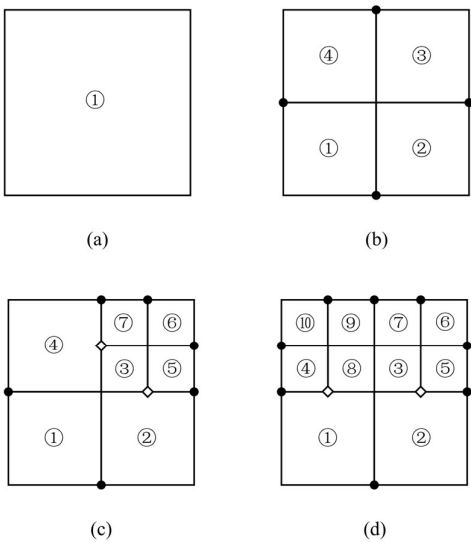 ① ④ ③
① ②
(a) (b)
⑦ ⑥ ⑩ ⑨ ⑦ ⑥
④ ③ ⑤ ④ ⑧ ③ ⑤
① ② ① ②
(c) (d)